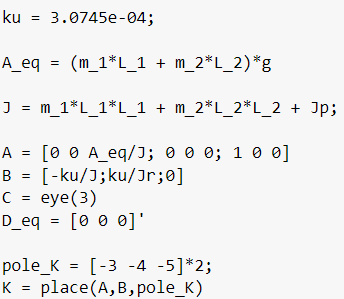 ku = 3.0745e-04;
A_eq = (m_1*L_1 + m_2*L_2)*g
J = m_1*L_1*L_1 + m_2*L_2*L_2 + Jp;
A = [0 0 A_eq/J; 0 0 0; 1 0 0]
B = [-ku/J;ku/Jr;0]
C = eye(3)
D_eq = [0 0 0]'
pole_K = [-3 -4 -5]*2;
K = place(A,B,pole_K)